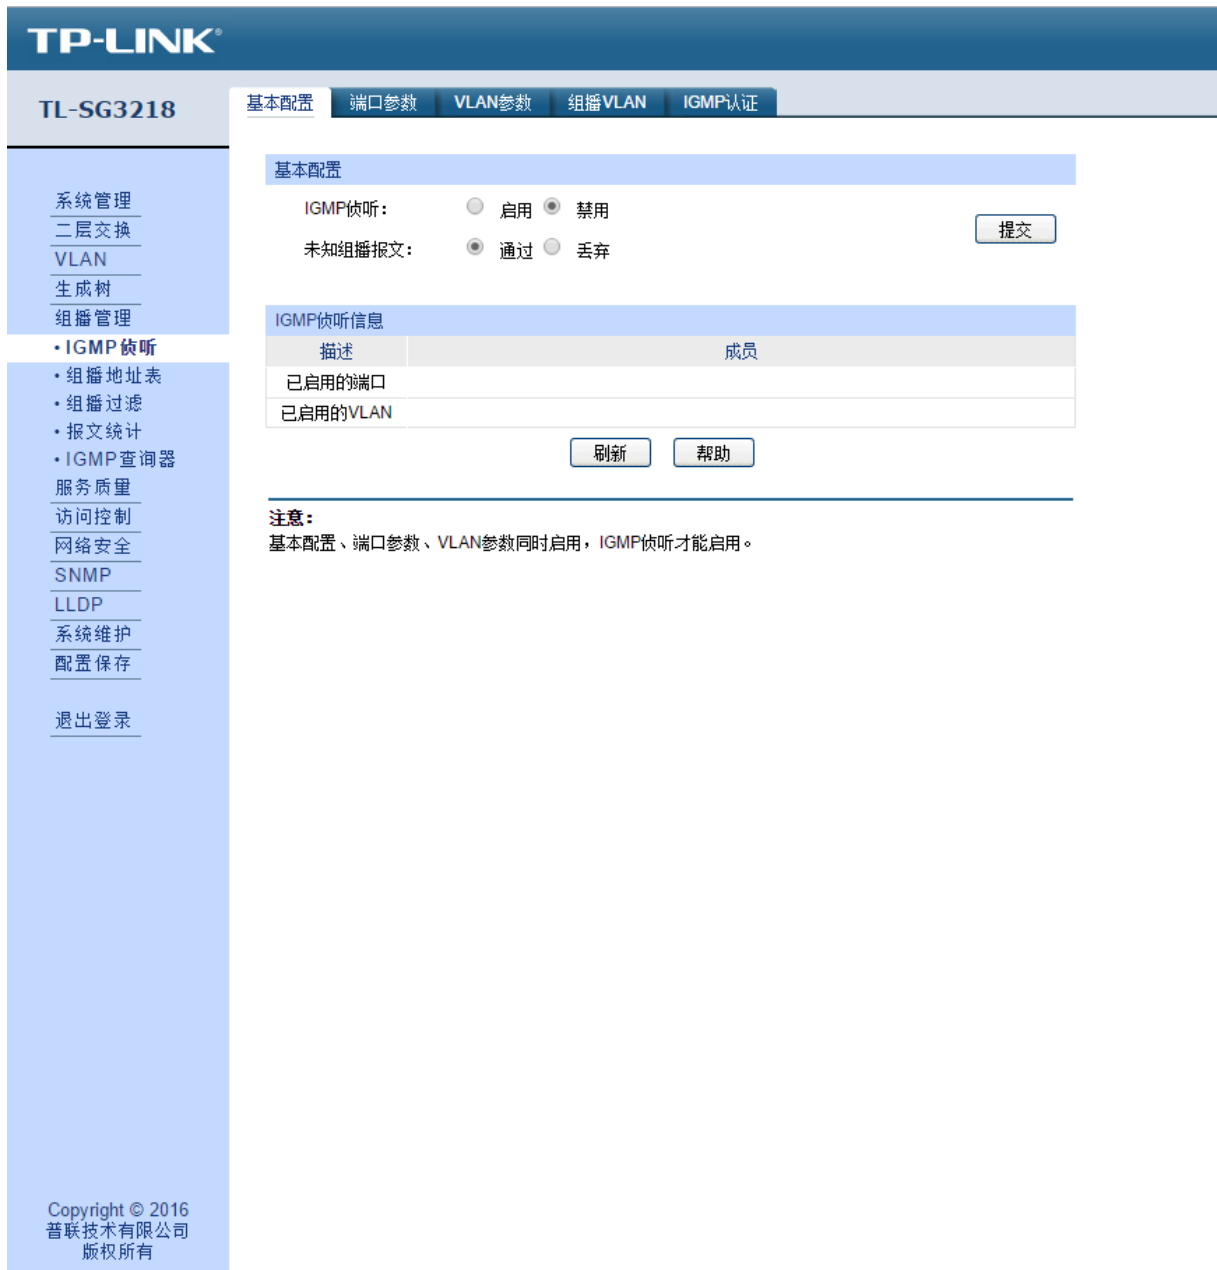 TP-LINK®
TL-SG3218
基本配置 端口参数 VLAN参数 组播VLAN IGMP认证
系统管理
二层交换
VLAN
生成树
组播管理
·IGMP侦听
·组播地址表
·组播过滤
·报文统计
·IGMP查询器
服务质量
访问控制
网络安全
SNMP
LLDP
系统维护
配置保存
退出登录
Copyright © 2016
普联技术有限公司
版权所有
基本配置
IGMP侦听： 启用 禁用
未知组播报文： 通过 丢弃
提交
IGMP侦听信息
描述 成员
已启用的端口
已启用的VLAN
刷新 帮助
注意：
基本配置、端口参数、VLAN参数同时启用，IGMP侦听才能启用。